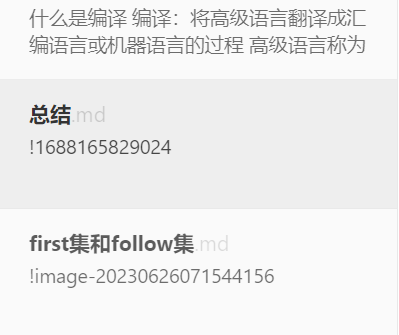 什么是编译 编译：将高级语言翻译成汇
编语言或机器语言的过程 高级语言称为
总结.md
!1688165829024
first集和follow集.md
!image-20230626071544156